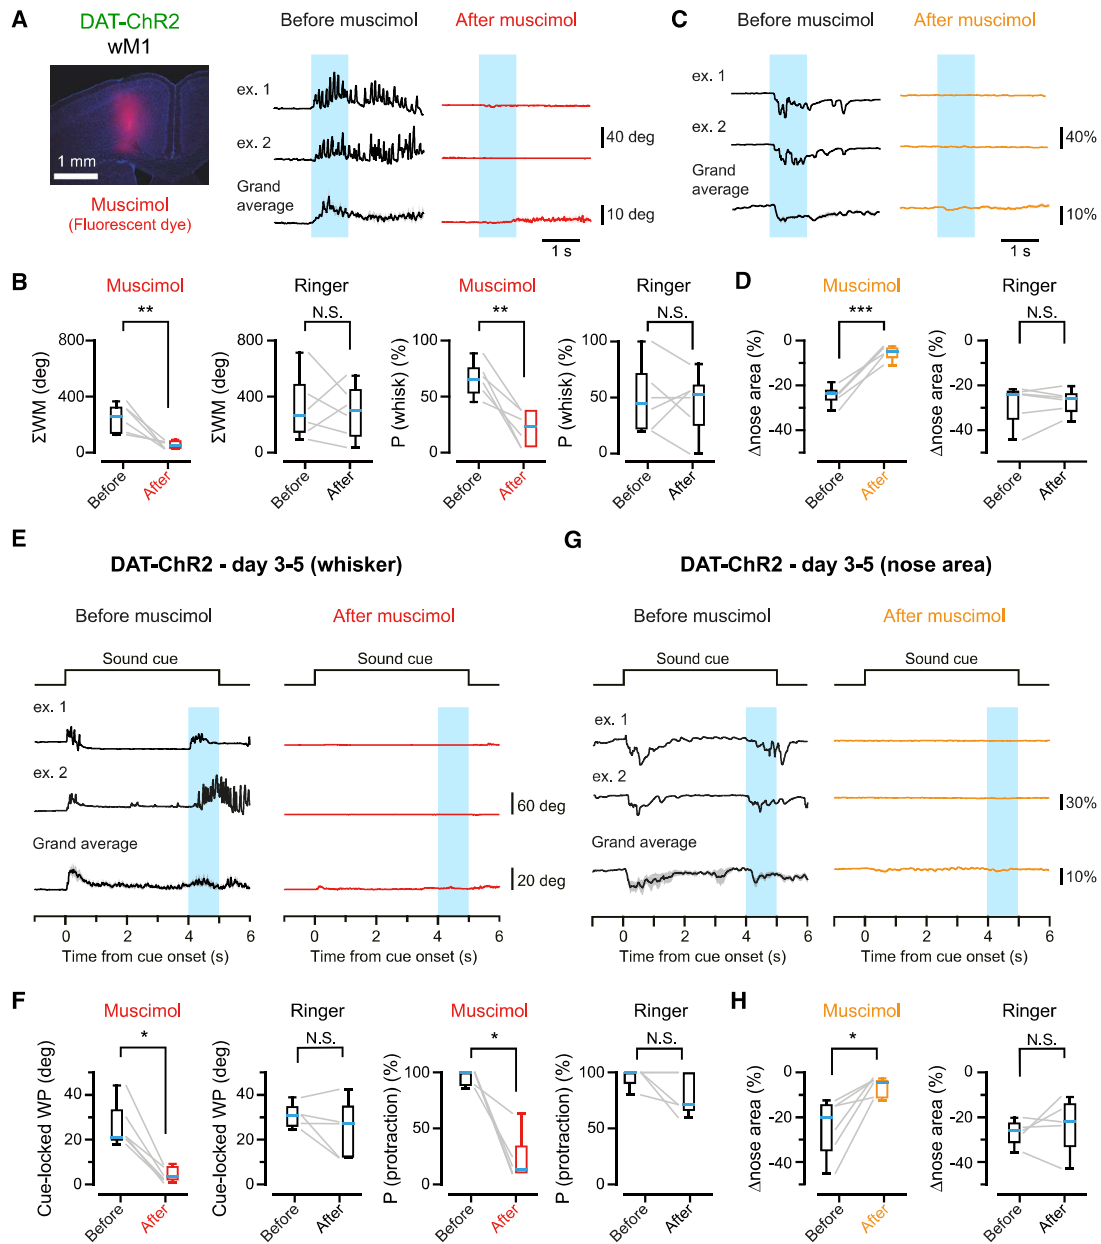 A
DAT-ChR2
wM1
1 mm
Muscimol
(Fluorescent dye)
Before muscimol
After muscimol
ex. 1
ex. 2
Grand
average
40 deg
10 deg
1 s
C
Before muscimol
After muscimol
ex. 1
ex. 2
Grand
average
40%
10%
1 s
B
Muscimol
**
ΣWM (deg)
800
400
0
Before
After
Ringer
N.S.
ΣWM (deg)
800
400
0
Before
After
Muscimol
**
P (whisk) (%)
100
50
0
Before
After
Ringer
N.S.
P (whisk) (%)
100
50
0
Before
After
D
Muscimol
***
Δnose area (%)
0
-20
-40
Before
After
Ringer
N.S.
Δnose area (%)
0
-20
-40
Before
After
E
DAT-ChR2 - day 3-5 (whisker)
Before muscimol
After muscimol
Sound cue
Sound cue
ex. 1
ex. 2
Grand average
60 deg
20 deg
0 2 4 6
Time from cue onset (s)
0 2 4 6
Time from cue onset (s)
G
DAT-ChR2 - day 3-5 (nose area)
Before muscimol
After muscimol
Sound cue
Sound cue
ex. 1
ex. 2
Grand average
30%
10%
0 2 4 6
Time from cue onset (s)
0 2 4 6
Time from cue onset (s)
F
Muscimol
*
Cue-locked WP (deg)
40
20
0
Before
After
Ringer
N.S.
Cue-locked WP (deg)
40
20
0
Before
After
Muscimol
*
P (protraction) (%)
100
50
0
Before
After
Ringer
N.S.
P (protraction) (%)
100
50
0
Before
After
H
Muscimol
*
Δnose area (%)
0
-20
-40
Before
After
Ringer
N.S.
Δnose area (%)
0
-20
-40
Before
After